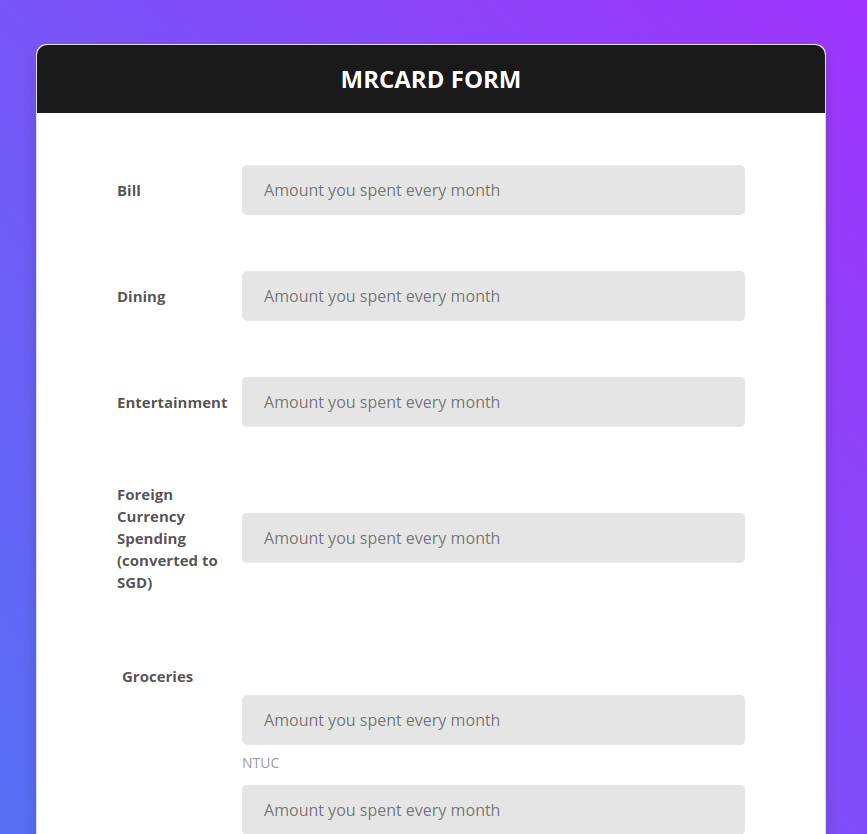 MRCARD FORM
Bill
Amount you spent every month
Dining
Amount you spent every month
Entertainment
Amount you spent every month
Foreign
Currency
Spending
(converted to
SGD)
Amount you spent every month
Groceries
Amount you spent every month
NTUC
Amount you spent every month